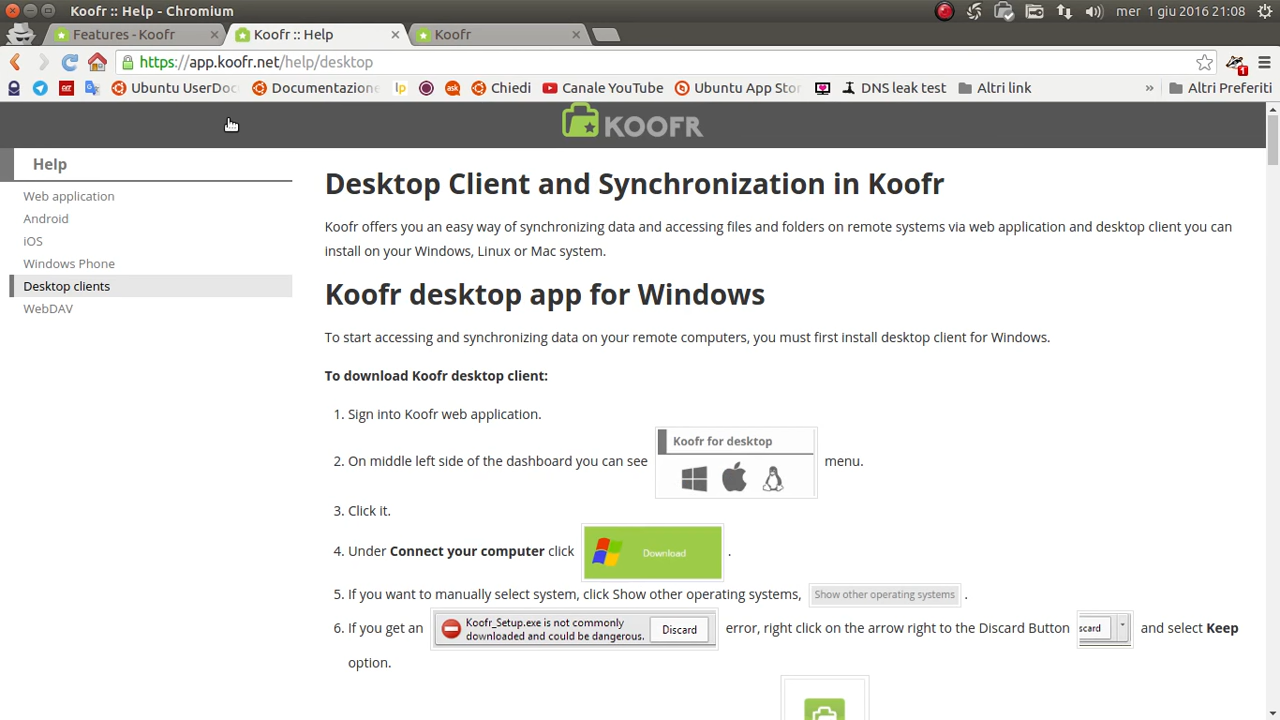 Koofr :: Help - Chromium
mer 1 giu 2016 21:08
Features - Koofr
Koofr :: Help
Koofr
https://app.koofr.net/help/desktop
1
Ubuntu UserDoc
Documentazione
lp
ask
Chiedi
Canale YouTube
Ubuntu App Stor
DNS leak test
Altri link
»
Altri Preferiti
KOOFR
Help
Web application
Android
iOS
Windows Phone
Desktop clients
WebDAV
Desktop Client and Synchronization in Koofr
Koofr offers you an easy way of synchronizing data and accessing files and folders on remote systems via web application and desktop client you can
install on your Windows, Linux or Mac system.
Koofr desktop app for Windows
To start accessing and synchronizing data on your remote computers, you must first install desktop client for Windows.
To download Koofr desktop client:
1. Sign into Koofr web application.
Koofr for desktop
2. On middle left side of the dashboard you can see menu.
3. Click it.
4. Under Connect your computer click Download .
5. If you want to manually select system, click Show other operating systems, Show other operating systems .
6. If you get an Koofr_Setup.exe is not commonly downloaded and could be dangerous. Discard error, right click on the arrow right to the Discard Button scard and select Keep
option.